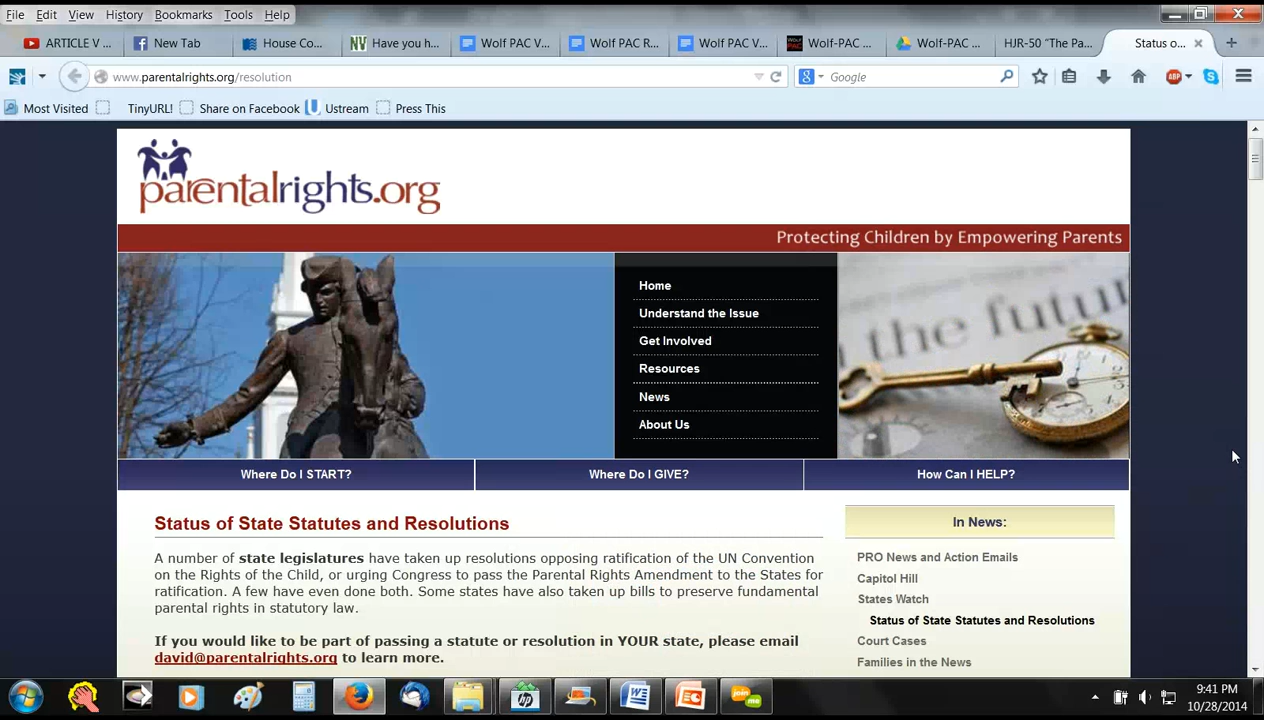 File Edit View History Bookmarks Tools Help
ARTICLE V ... New Tab House Co... Have you h... Wolf PAC V... Wolf PAC R... Wolf PAC V... Wolf-PAC ... Wolf-PAC ... HJR-50 “The Pa... Status o...
www.parentalrights.org/resolution Google
Most Visited TinyURL! Share on Facebook Ustream Press This
parentalrights.org
Protecting Children by Empowering Parents
the future
Home
Understand the Issue
Get Involved
Resources
News
About Us
Where Do I START? Where Do I GIVE? How Can I HELP?
Status of State Statutes and Resolutions
A number of state legislatures have taken up resolutions opposing ratification of the UN Convention
on the Rights of the Child, or urging Congress to pass the Parental Rights Amendment to the States for
ratification. A few have even done both. Some states have also taken up bills to preserve fundamental
parental rights in statutory law.
If you would like to be part of passing a statute or resolution in YOUR state, please email
david@parentalrights.org to learn more.
In News:
PRO News and Action Emails
Capitol Hill
States Watch
Status of State Statutes and Resolutions
Court Cases
Families in the News
9:41 PM
10/28/2014